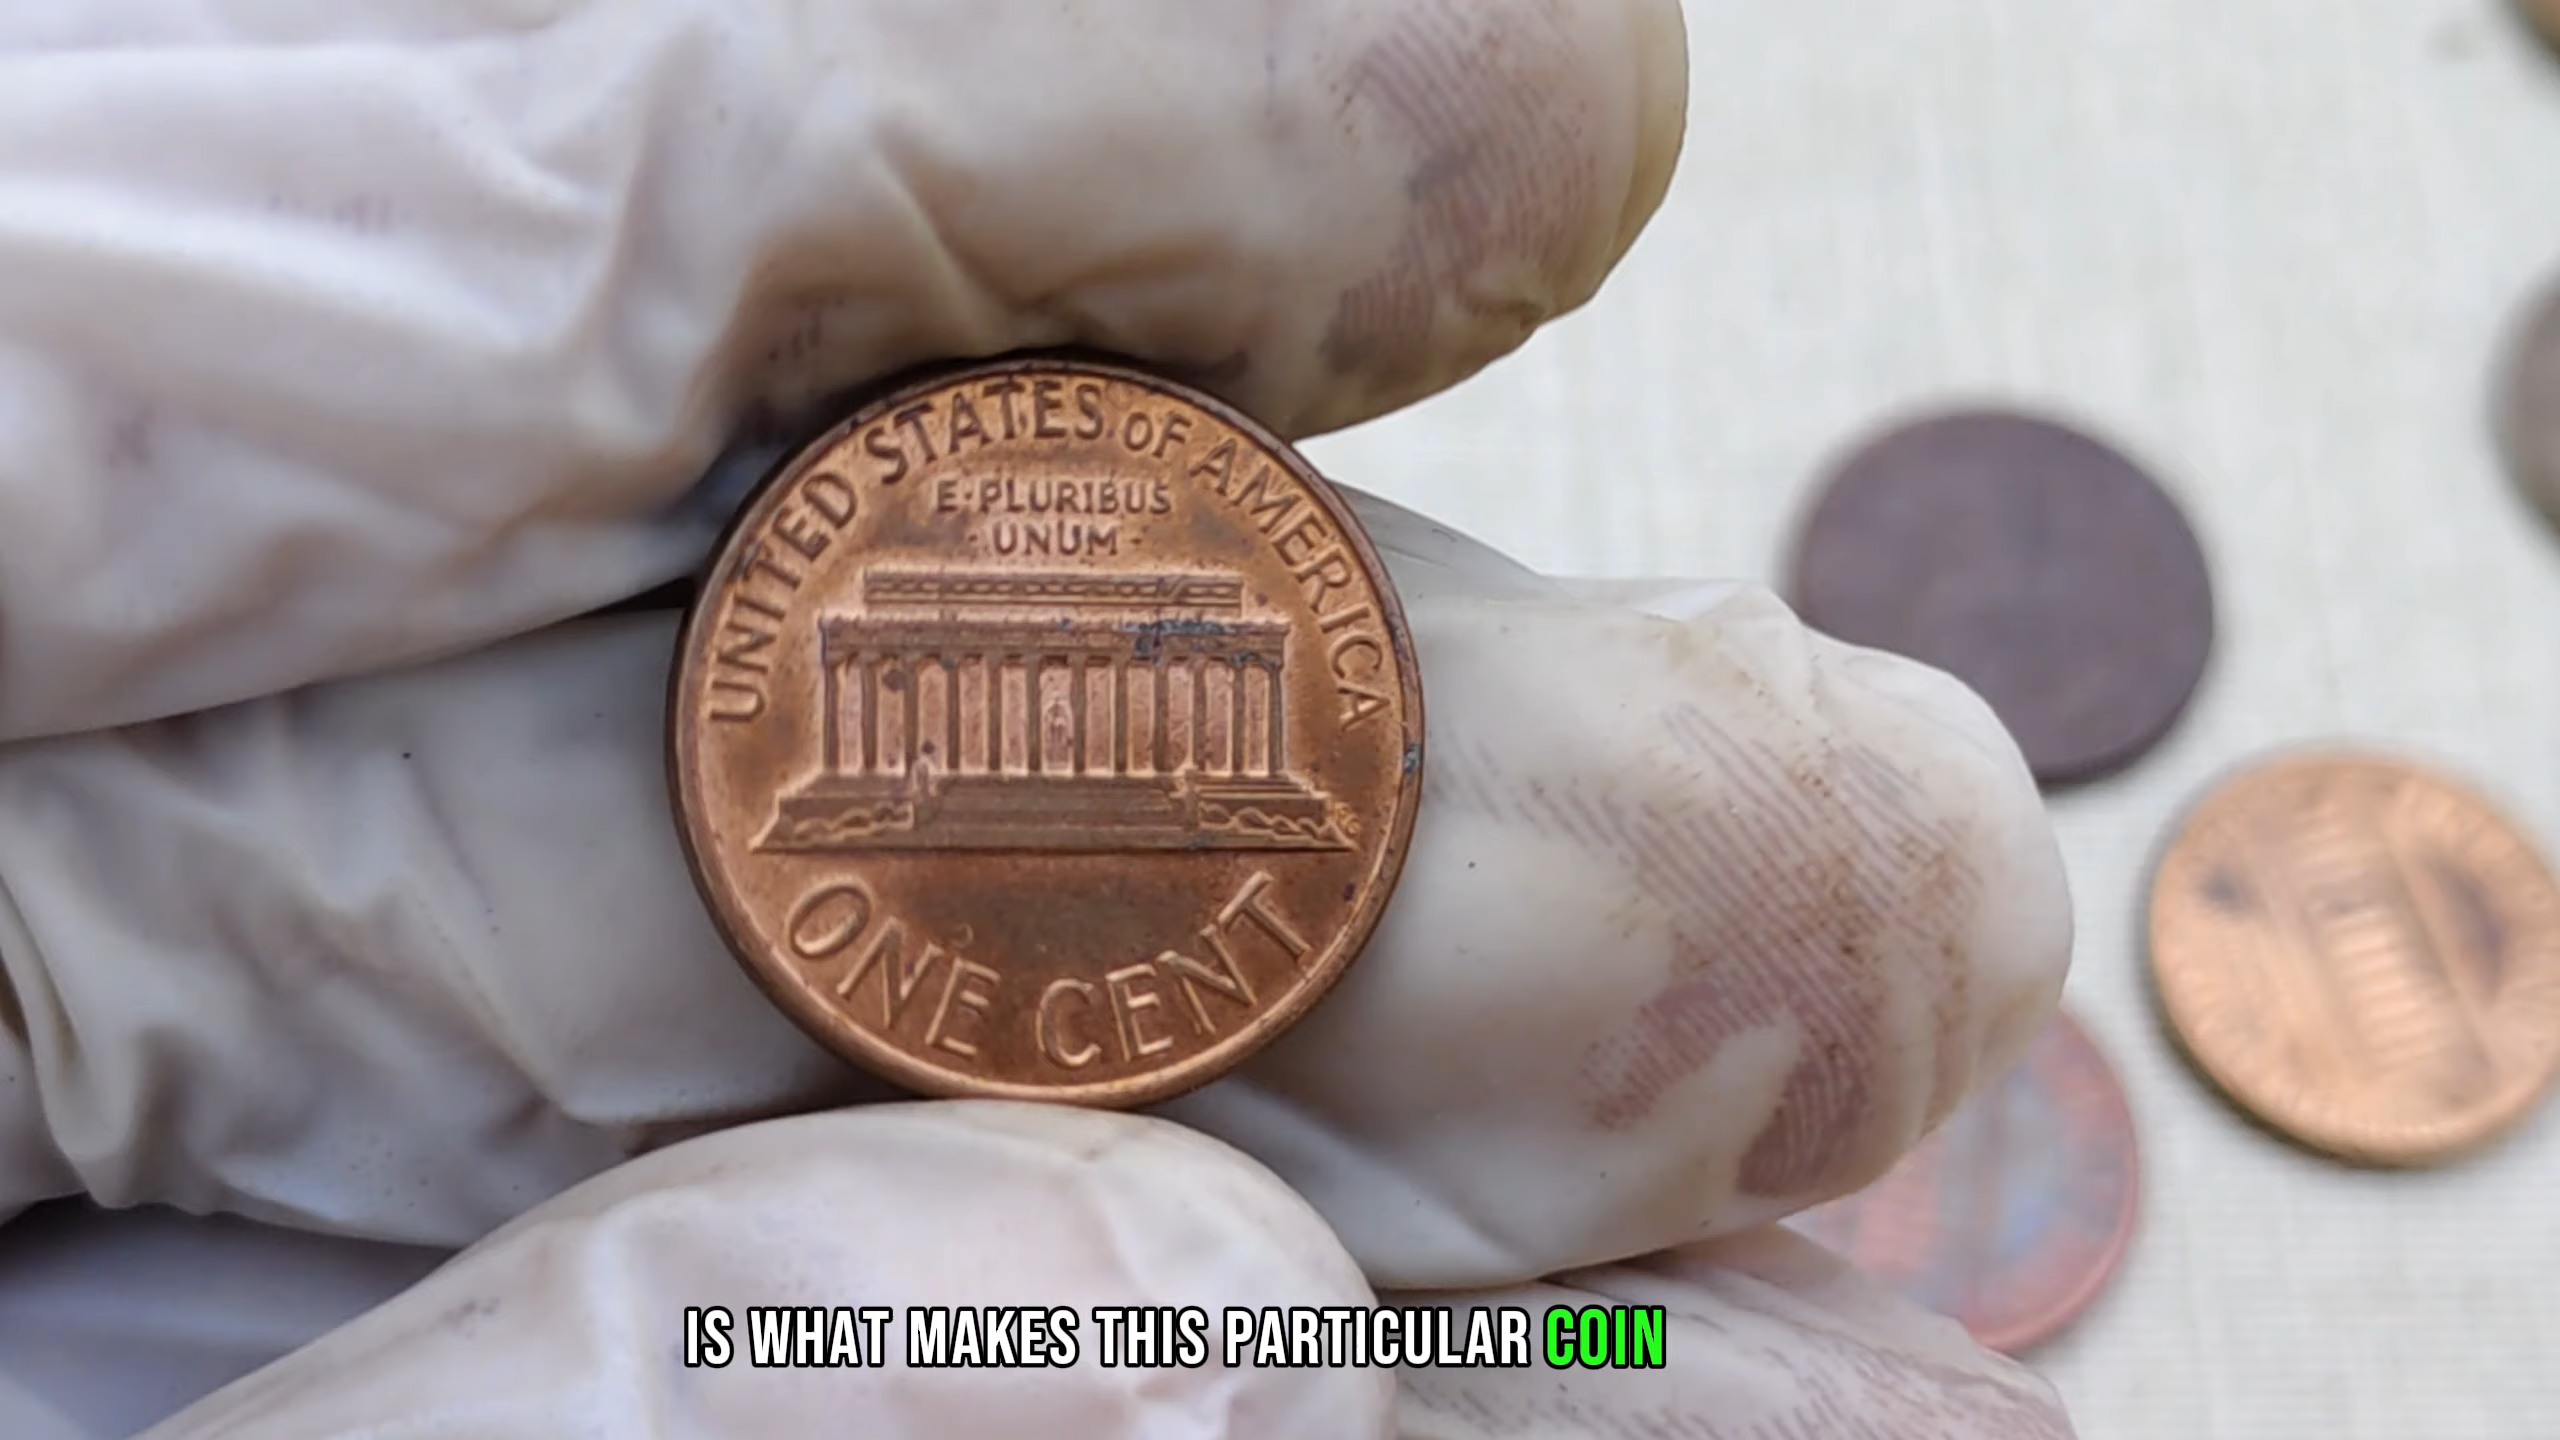 UNITED STATES OF AMERICA
E·PLURIBUS
·UNUM·
ONE CENT
IS WHAT MAKES THIS PARTICULAR COIN